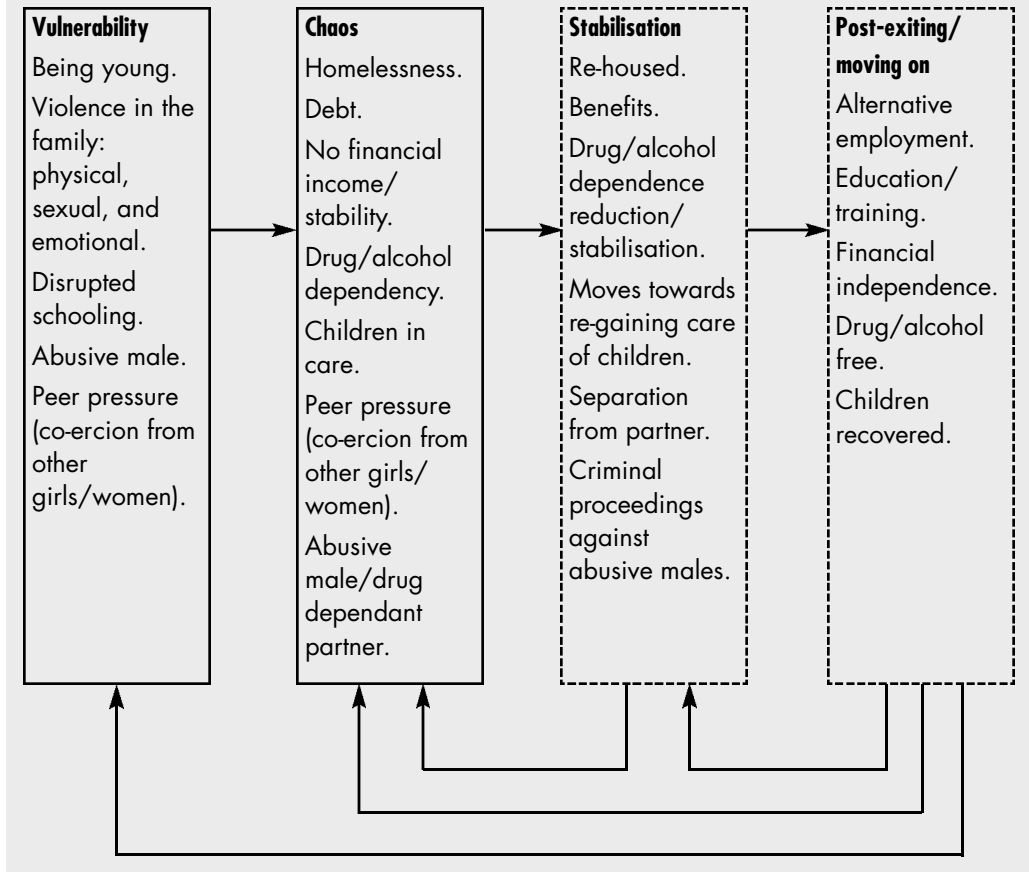 Vulnerability
Being young.
Violence in the
family:
physical,
sexual, and
emotional.
Disrupted
schooling.
Abusive male.
Peer pressure
(co-ercion from
other
girls/women).
Chaos
Homelessness.
Debt.
No financial
income/
stability.
Drug/alcohol
dependency.
Children in
care.
Peer pressure
(co-ercion from
other girls/
women).
Abusive
male/drug
dependant
partner.
Stabilisation
Re-housed.
Benefits.
Drug/alcohol
dependence
reduction/
stabilisation.
Moves towards
re-gaining care
of children.
Separation
from partner.
Criminal
proceedings
against
abusive males.
Post-exiting/
moving on
Alternative
employment.
Education/
training.
Financial
independence.
Drug/alcohol
free.
Children
recovered.